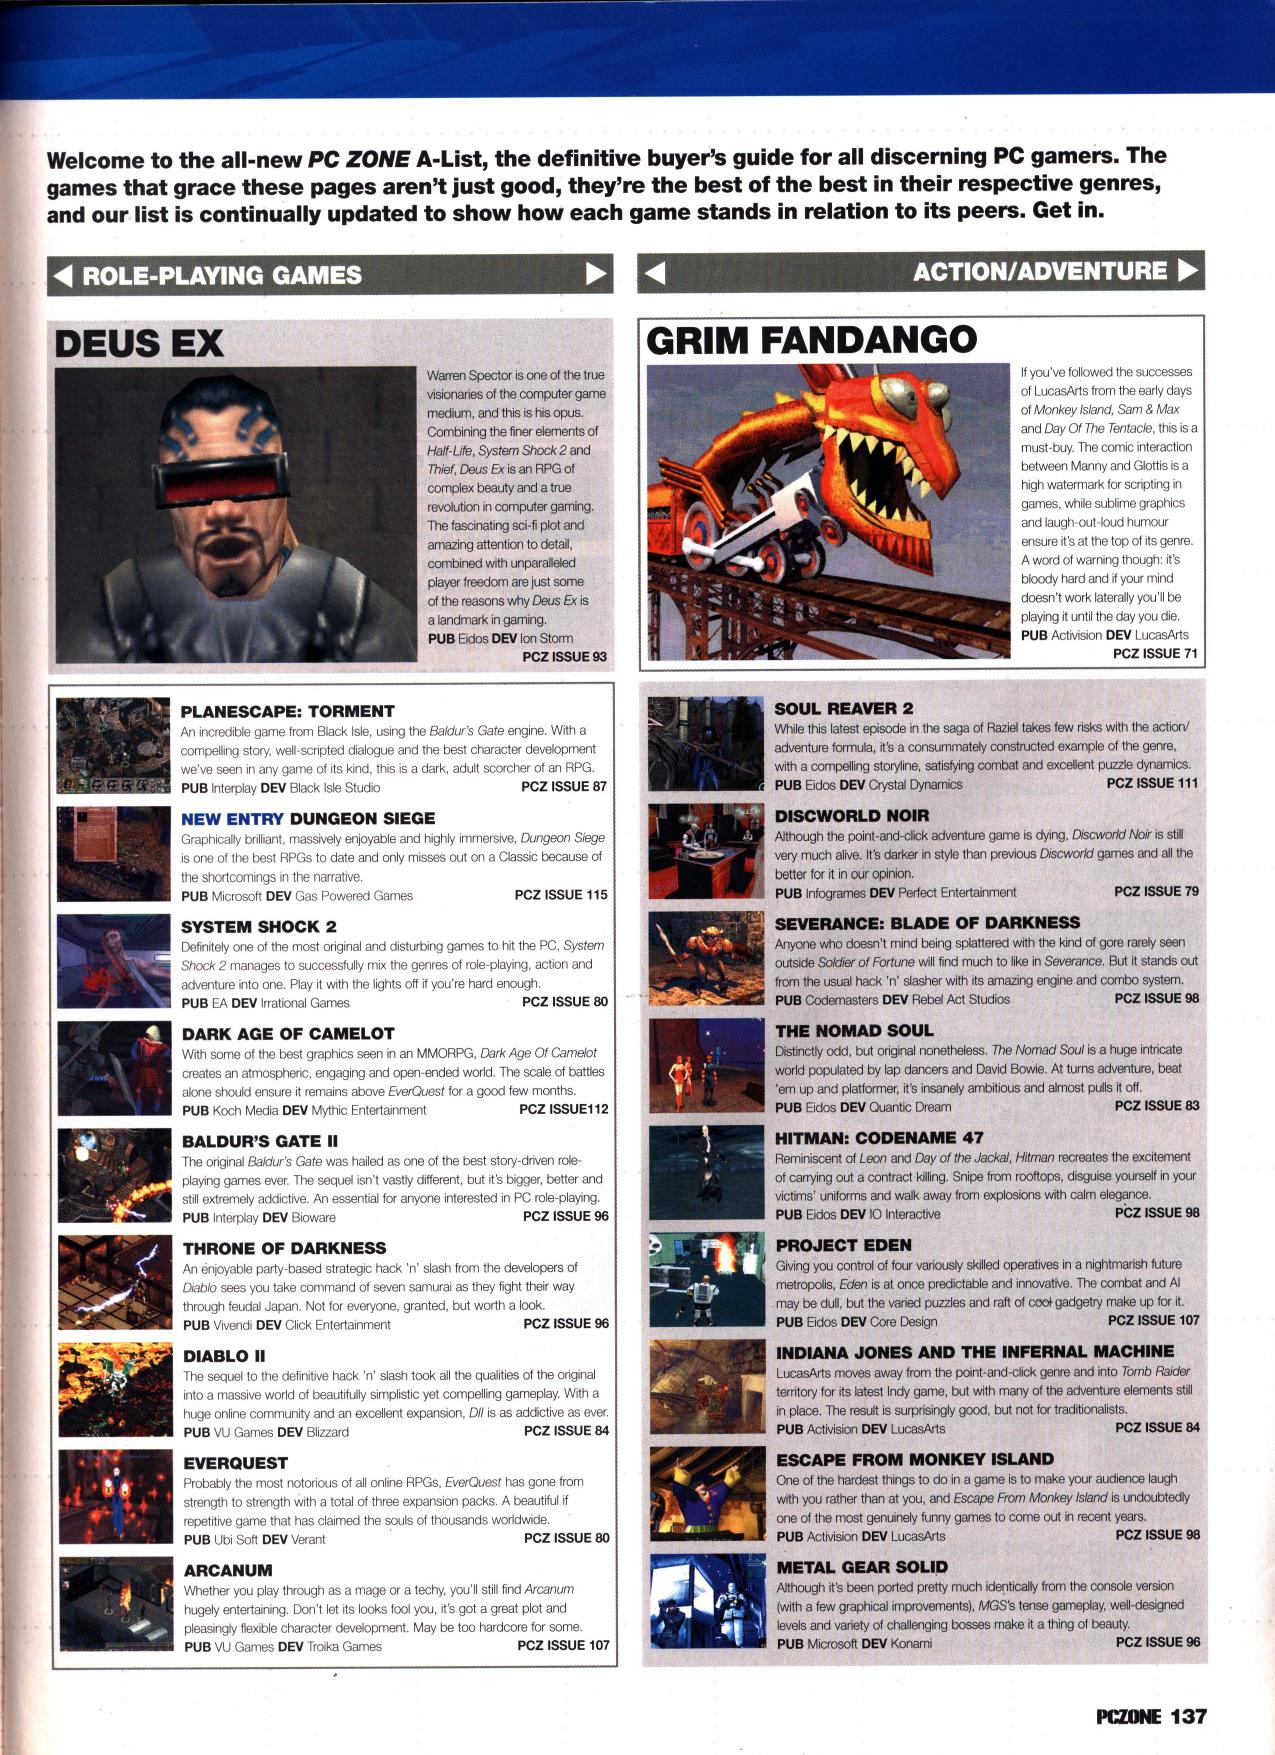 Welcome to the all-new PC ZONE A-List, the definitive buyer's guide for all discerning PC gamers. The
games that grace these pages aren't just good, they're the best of the best in their respective genres,
and our list is continually updated to show how each game stands in relation to its peers. Get in.
ROLE-PLAYING GAMES
DEUS EX
Warren Spector is one of the true
visionaries of the computer game
medium, and this is his opus.
Combining the finer elements of
Half-Life, System Shock 2 and
Thief, Deus Ex is an RPG of
complex beauty and a true
revolution in computer gaming.
The fascinating sci-fi plot and
amazing attention to detail,
combined with unparalleled
player freedom are just some
of the reasons why Deus Ex is
a landmark in gaming.
PUB Eidos DEV Ion Storm
PCZ ISSUE 93
PLANESCAPE: TORMENT
An incredible game from Black Isle, using the Baldur's Gate engine. With a
compelling story, well-scripted dialogue and the best character development
we've seen in any game of its kind, this is a dark, adult scorcher of an RPG.
PUB Interplay DEV Black Isle Studio PCZ ISSUE 87
NEW ENTRY DUNGEON SIEGE
Graphically brilliant, massively enjoyable and highly immersive, Dungeon Siege
is one of the best RPGs to date and only misses out on a Classic because of
the shortcomings in the narrative.
PUB Microsoft DEV Gas Powered Games PCZ ISSUE 115
SYSTEM SHOCK 2
Definitely one of the most original and disturbing games to hit the PC, System
Shock 2 manages to successfully mix the genres of role-playing, action and
adventure into one. Play it with the lights off if you're hard enough.
PUB EA DEV Irrational Games PCZ ISSUE 80
DARK AGE OF CAMELOT
With some of the best graphics seen in an MMORPG, Dark Age Of Camelot
creates an atmospheric, engaging and open-ended world. The scale of battles
alone should ensure it remains above EverQuest for a good few months.
PUB Koch Media DEV Mythic Entertainment PCZ ISSUE112
BALDUR'S GATE II
The original Baldur's Gate was hailed as one of the best story-driven role-
playing games ever. The sequel isn't vastly different, but it's bigger, better and
still extremely addictive. An essential for anyone interested in PC role-playing.
PUB Interplay DEV Bioware PCZ ISSUE 96
THRONE OF DARKNESS
An enjoyable party-based strategic hack 'n' slash from the developers of
Diablo sees you take command of seven samurai as they fight their way
through feudal Japan. Not for everyone, granted, but worth a look.
PUB Vivendi DEV Click Entertainment PCZ ISSUE 96
DIABLO II
The sequel to the definitive hack 'n' slash took all the qualities of the original
into a massive world of beautifully simplistic yet compelling gameplay. With a
huge online community and an excellent expansion, DII is as addictive as ever.
PUB VU Games DEV Blizzard PCZ ISSUE 84
EVERQUEST
Probably the most notorious of all online RPGs, EverQuest has gone from
strength to strength with a total of three expansion packs. A beautiful if
repetitive game that has claimed the souls of thousands worldwide.
PUB Ubi Soft DEV Verant PCZ ISSUE 80
ARCANUM
Whether you play through as a mage or a techy, you'll still find Arcanum
hugely entertaining. Don't let its looks fool you, it's got a great plot and
pleasingly flexible character development. May be too hardcore for some.
PUB VU Games DEV Troika Games PCZ ISSUE 107
ACTION/ADVENTURE
GRIM FANDANGO
If you've followed the successes
of LucasArts from the early days
of Monkey Island, Sam & Max
and Day Of The Tentacle, this is a
must-buy. The comic interaction
between Manny and Glottis is a
high watermark for scripting in
games, while sublime graphics
and laugh-out-loud humour
ensure it's at the top of its genre.
A word of warning though: it's
bloody hard and if your mind
doesn't work laterally you'll be
playing it until the day you die.
PUB Activision DEV LucasArts
PCZ ISSUE 71
SOUL REAVER 2
While this latest episode in the saga of Raziel takes few risks with the action/
adventure formula, it's a consummately constructed example of the genre,
with a compelling storyline, satisfying combat and excellent puzzle dynamics.
PUB Eidos DEV Crystal Dynamics PCZ ISSUE 111
DISCWORLD NOIR
Although the point-and-click adventure game is dying, Discworld Noir is still
very much alive. It's darker in style than previous Discworld games and all the
better for it in our opinion.
PUB Infogrames DEV Perfect Entertainment PCZ ISSUE 79
SEVERANCE: BLADE OF DARKNESS
Anyone who doesn't mind being splattered with the kind of gore rarely seen
outside Soldier of Fortune will find much to like in Severance. But it stands out
from the usual hack 'n' slasher with its amazing engine and combo system.
PUB Codemasters DEV Rebel Act Studios PCZ ISSUE 98
THE NOMAD SOUL
Distinctly odd, but original nonetheless. The Nomad Soul is a huge intricate
world populated by lap dancers and David Bowie. At turns adventure, beat
'em up and platformer, it's insanely ambitious and almost pulls it off.
PUB Eidos DEV Quantic Dream PCZ ISSUE 83
HITMAN: CODENAME 47
Reminiscent of Leon and Day of the Jackal, Hitman recreates the excitement
of carrying out a contract killing. Snipe from rooftops, disguise yourself in your
victims' uniforms and walk away from explosions with calm elegance.
PUB Eidos DEV IO Interactive PCZ ISSUE 98
PROJECT EDEN
Giving you control of four variously skilled operatives in a nightmarish future
metropolis, Eden is at once predictable and innovative. The combat and AI
may be dull, but the varied puzzles and raft of cool gadgetry make up for it.
PUB Eidos DEV Core Design PCZ ISSUE 107
INDIANA JONES AND THE INFERNAL MACHINE
LucasArts moves away from the point-and-click genre and into Tomb Raider
territory for its latest Indy game, but with many of the adventure elements still
in place. The result is surprisingly good, but not for traditionalists.
PUB Activision DEV LucasArts PCZ ISSUE 84
ESCAPE FROM MONKEY ISLAND
One of the hardest things to do in a game is to make your audience laugh
with you rather than at you, and Escape From Monkey Island is undoubtedly
one of the most genuinely funny games to come out in recent years.
PUB Activision DEV LucasArts PCZ ISSUE 98
METAL GEAR SOLID
Although it's been ported pretty much identically from the console version
(with a few graphical improvements), MGS's tense gameplay, well-designed
levels and variety of challenging bosses make it a thing of beauty.
PUB Microsoft DEV Konami PCZ ISSUE 96
PCZONE 137